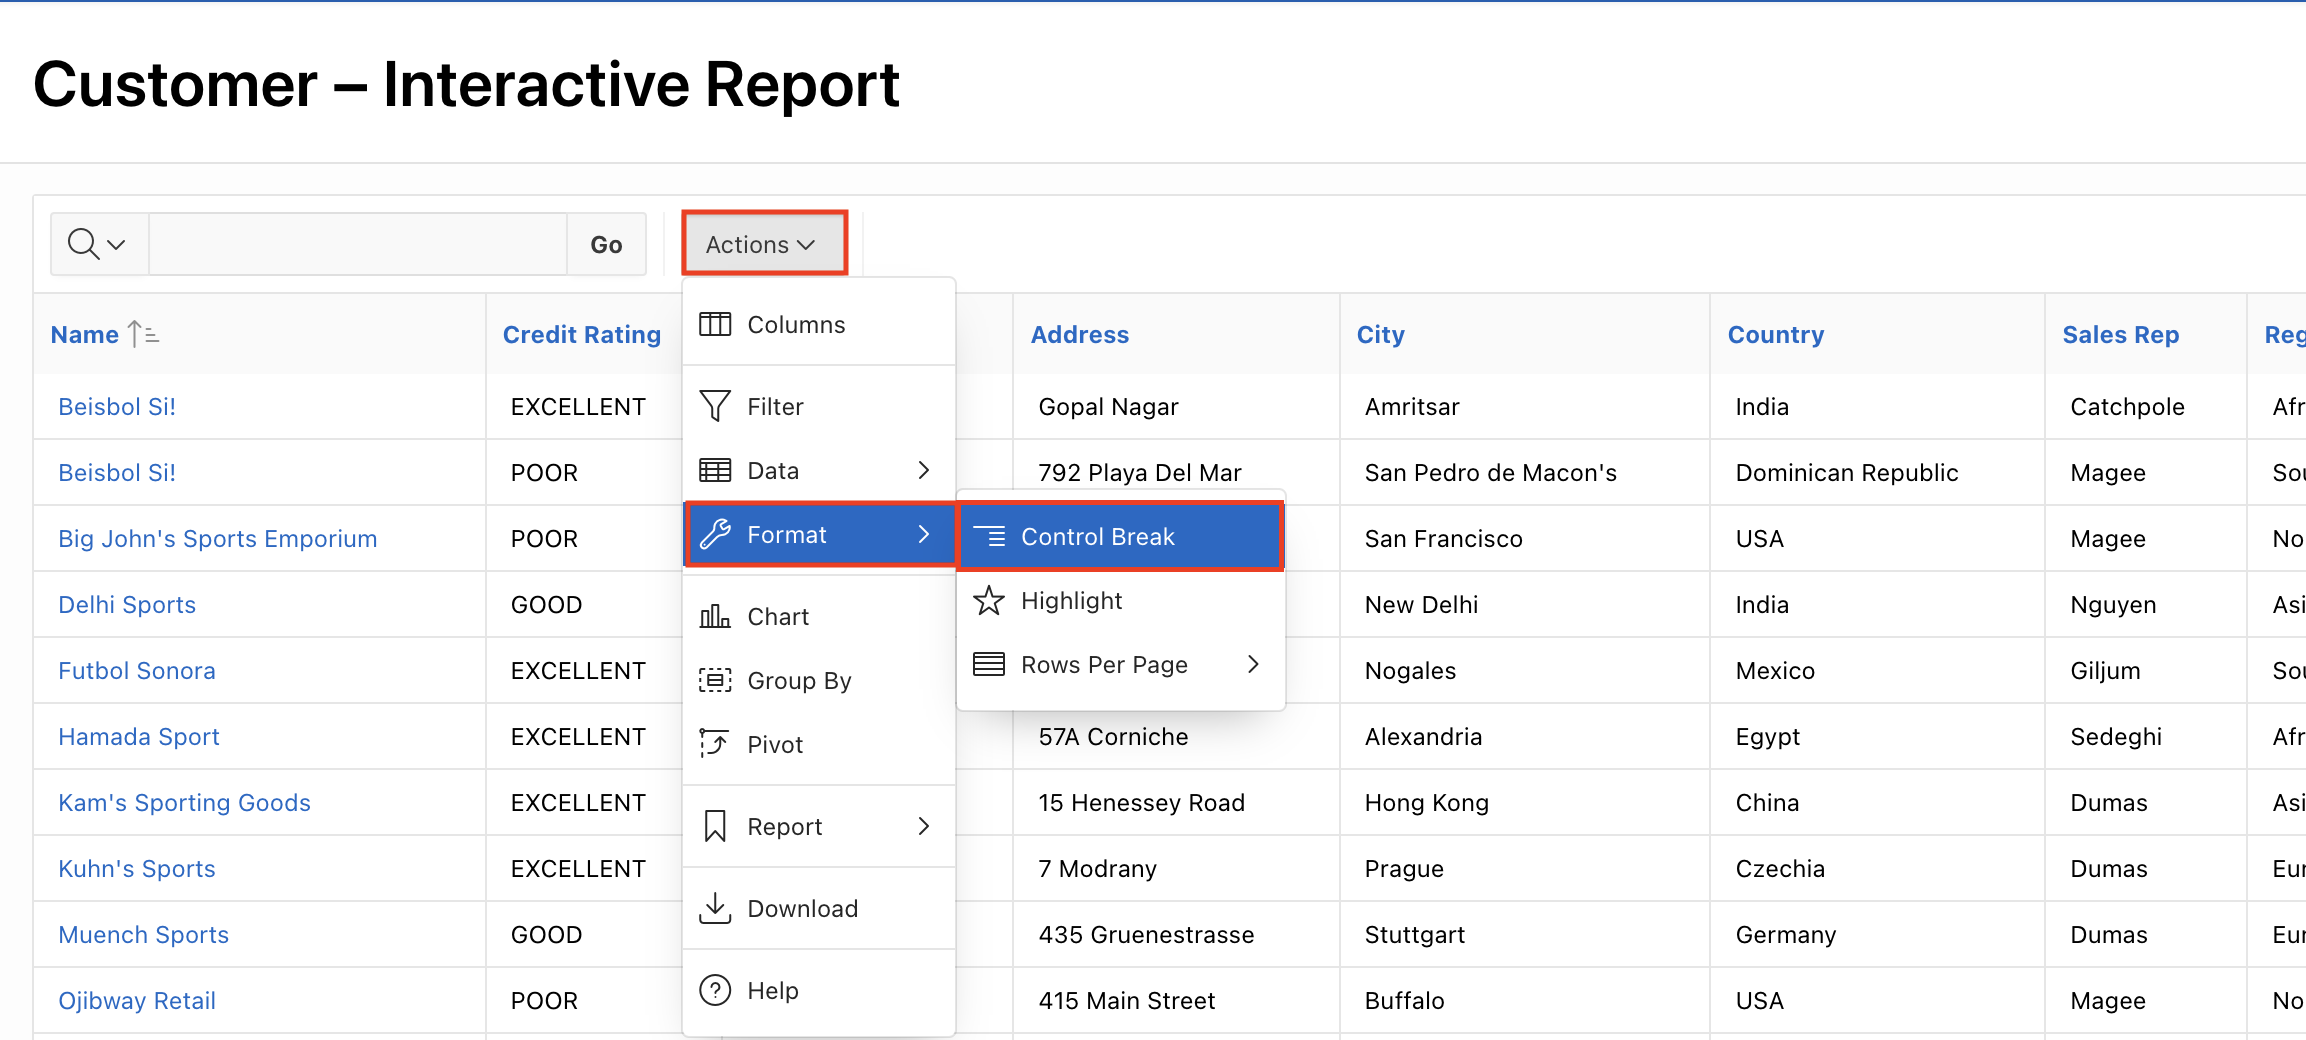 Customer – Interactive Report
Go
Actions
Name Credit Rating Address City Country Sales Rep Reg
Columns
Filter
Data
Format
Chart
Group By
Pivot
Report
Download
Help
Control Break
Highlight
Rows Per Page
Beisbol Si! EXCELLENT Gopal Nagar Amritsar India Catchpole Afr
Beisbol Si! POOR 792 Playa Del Mar San Pedro de Macon's Dominican Republic Magee Sou
Big John's Sports Emporium POOR San Francisco USA Magee No
Delhi Sports GOOD New Delhi India Nguyen Asi
Futbol Sonora EXCELLENT Nogales Mexico Giljum Sou
Hamada Sport EXCELLENT 57A Corniche Alexandria Egypt Sedeghi Afr
Kam's Sporting Goods EXCELLENT 15 Henessey Road Hong Kong China Dumas Asi
Kuhn's Sports EXCELLENT 7 Modrany Prague Czechia Dumas Eur
Muench Sports GOOD 435 Gruenestrasse Stuttgart Germany Dumas Eur
Ojibway Retail POOR 415 Main Street Buffalo USA Magee No